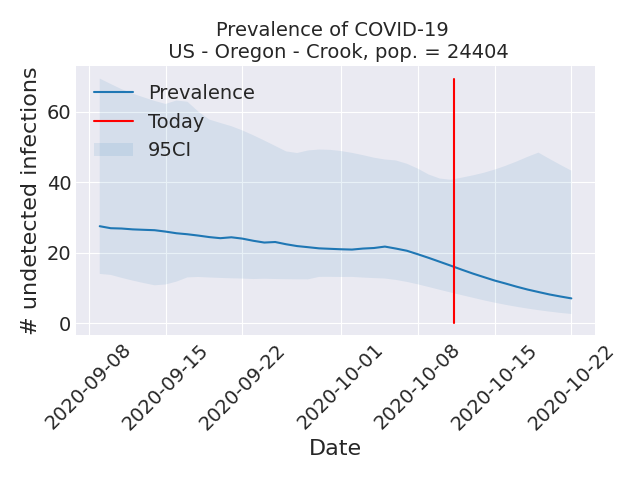 Prevalence of COVID-19
US - Oregon - Crook, pop. = 24404
# undetected infections
60
40
20
0
Prevalence
Today
95CI
2020-09-08
2020-09-15
2020-09-22
2020-10-01
2020-10-08
2020-10-15
2020-10-22
Date